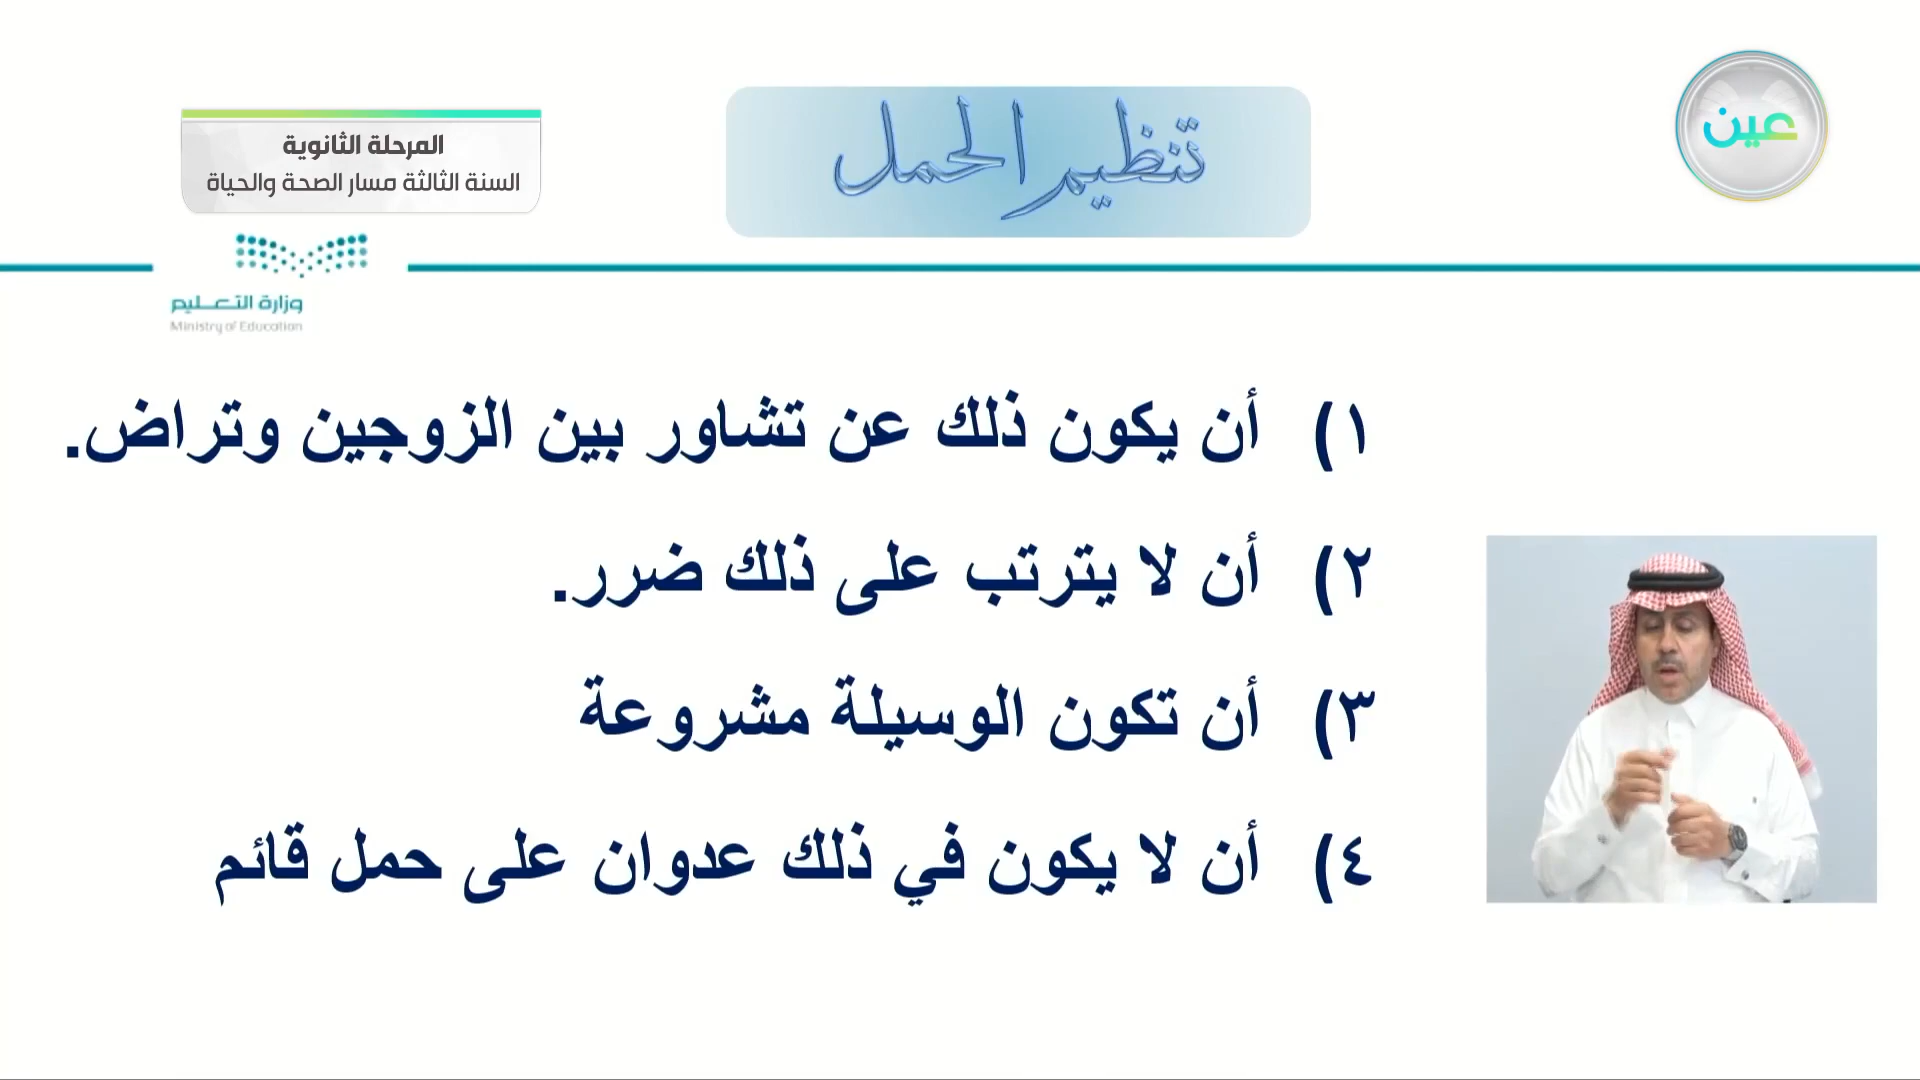 عين
تنظيم الحمل
المرحلة الثانوية
السنة الثالثة مسار الصحة والحياة
وزارة التعـــليم
Ministry of Education
١) أن يكون ذلك عن تشاور بين الزوجين وتراض.
٢) أن لا يترتب على ذلك ضرر.
٣) أن تكون الوسيلة مشروعة
٤) أن لا يكون في ذلك عدوان على حمل قائم